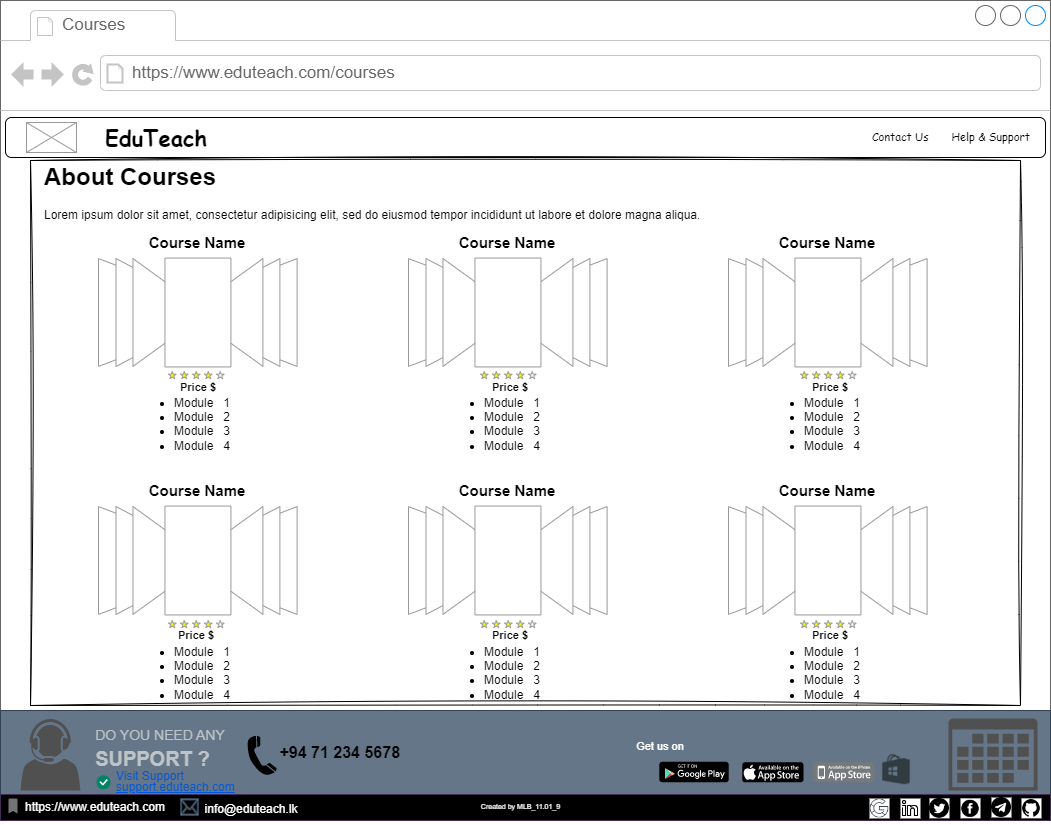 Courses
https://www.eduteach.com/courses
EduTeach
Contact Us Help & Support
About Courses
Lorem ipsum dolor sit amet, consectetur adipisicing elit, sed do eiusmod tempor incididunt ut labore et dolore magna aliqua.
Course Name Course Name Course Name
Price $ Price $ Price $
Module 1 Module 1 Module 1
Module 2 Module 2 Module 2
Module 3 Module 3 Module 3
Module 4 Module 4 Module 4
Course Name Course Name Course Name
Price $ Price $ Price $
Module 1 Module 1 Module 1
Module 2 Module 2 Module 2
Module 3 Module 3 Module 3
Module 4 Module 4 Module 4
DO YOU NEED ANY
SUPPORT ?
Visit Support
support.eduteach.com
+94 71 234 5678
Get us on
GET IT ON
Google Play
Available on the
App Store
Available on the iPhone
App Store
https://www.eduteach.com
info@eduteach.lk
Created by MLB_11.01_9